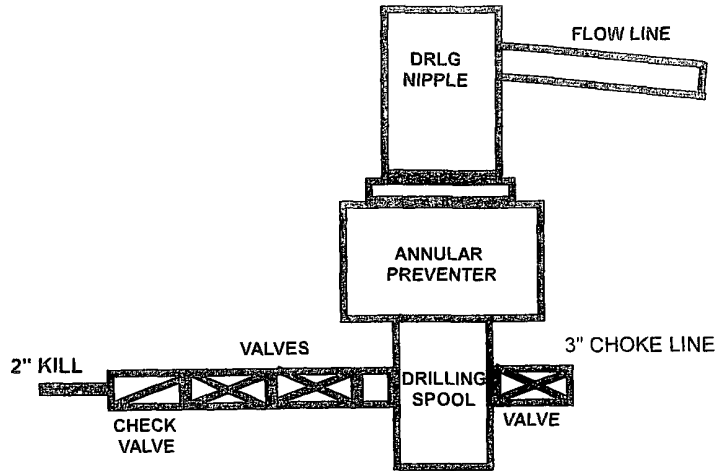 FLOW LINE
DRLG
NIPPLE
ANNULAR
PREVENTER
VALVES
3" CHOKE LINE
2" KILL
DRILLING
SPOOL
CHECK
VALVE
VALVE